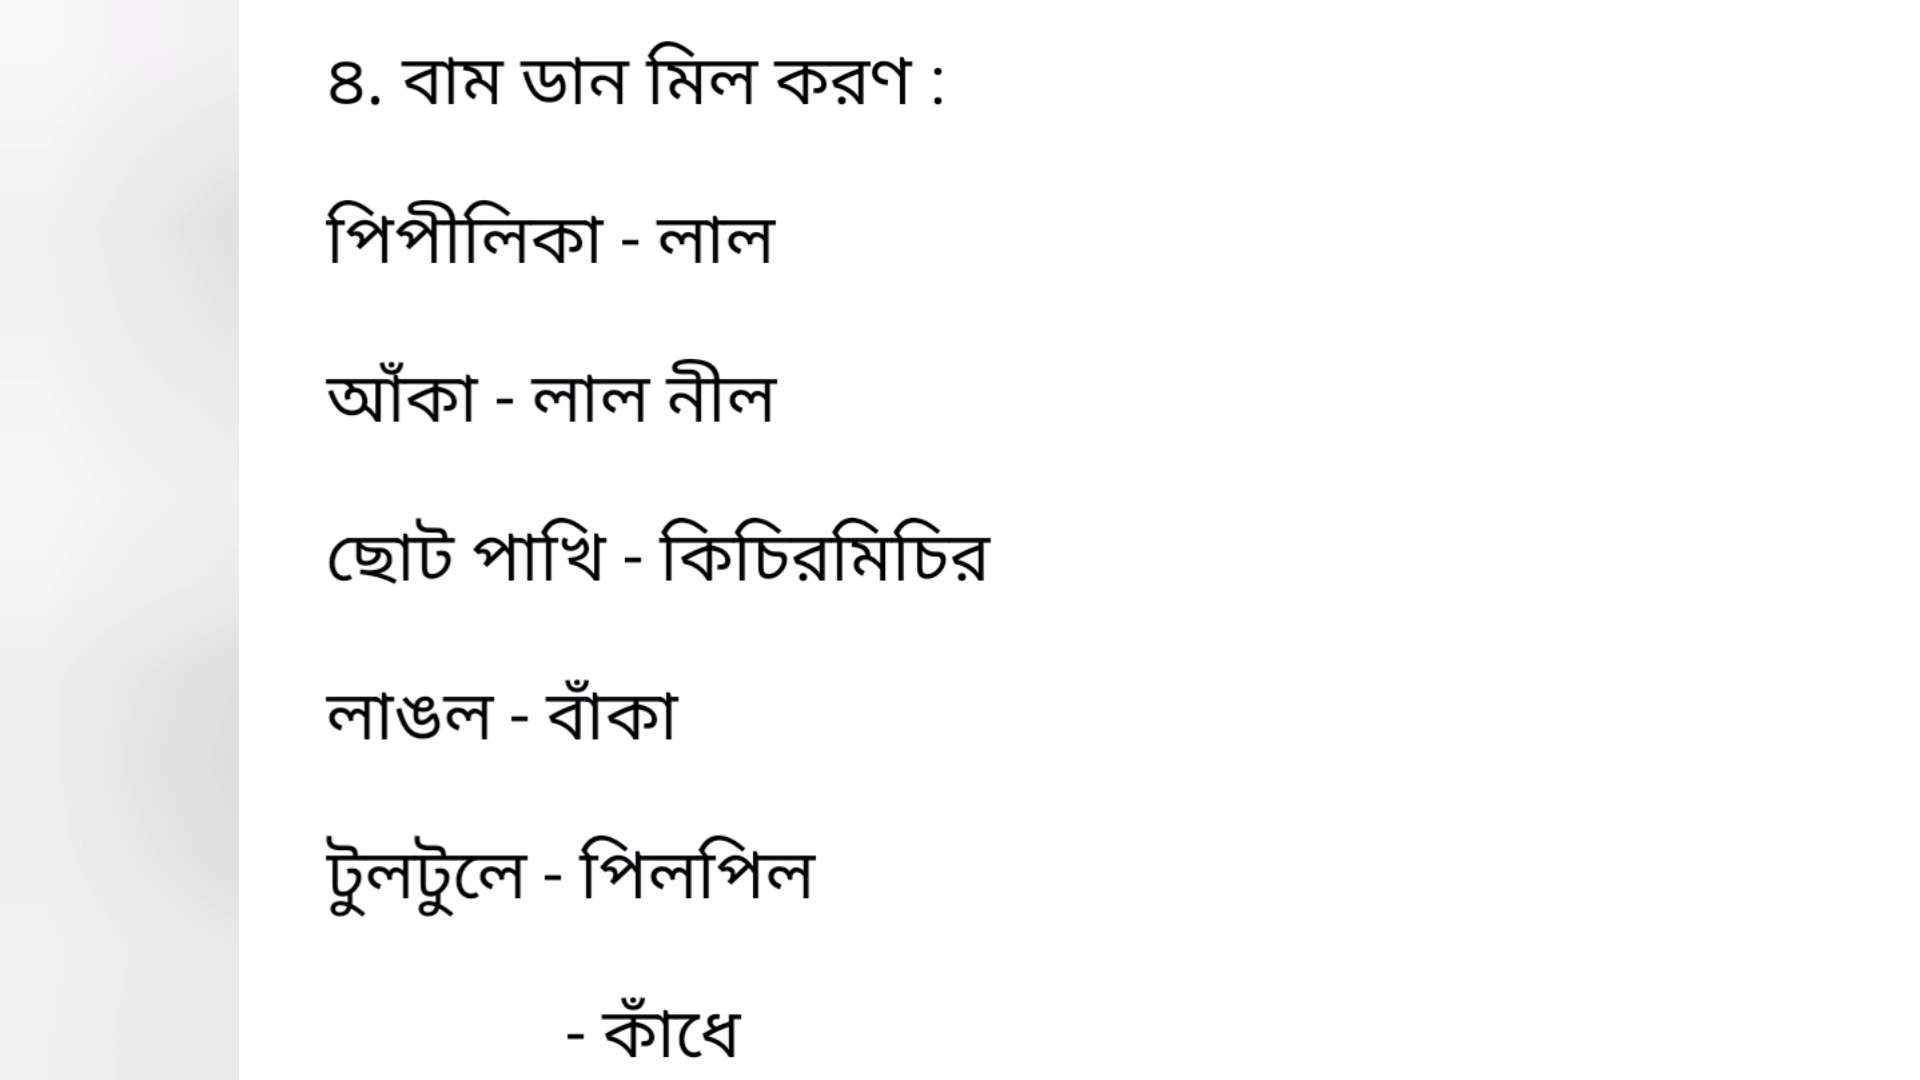 ৪. বাম ডান মিল করণ :
পিপীলিকা - লাল
আঁকা - লাল নীল
ছোট পাখি - কিচিরমিচির
লাঙল - বাঁকা
টুলটুলে - পিলপিল
- কাঁধে